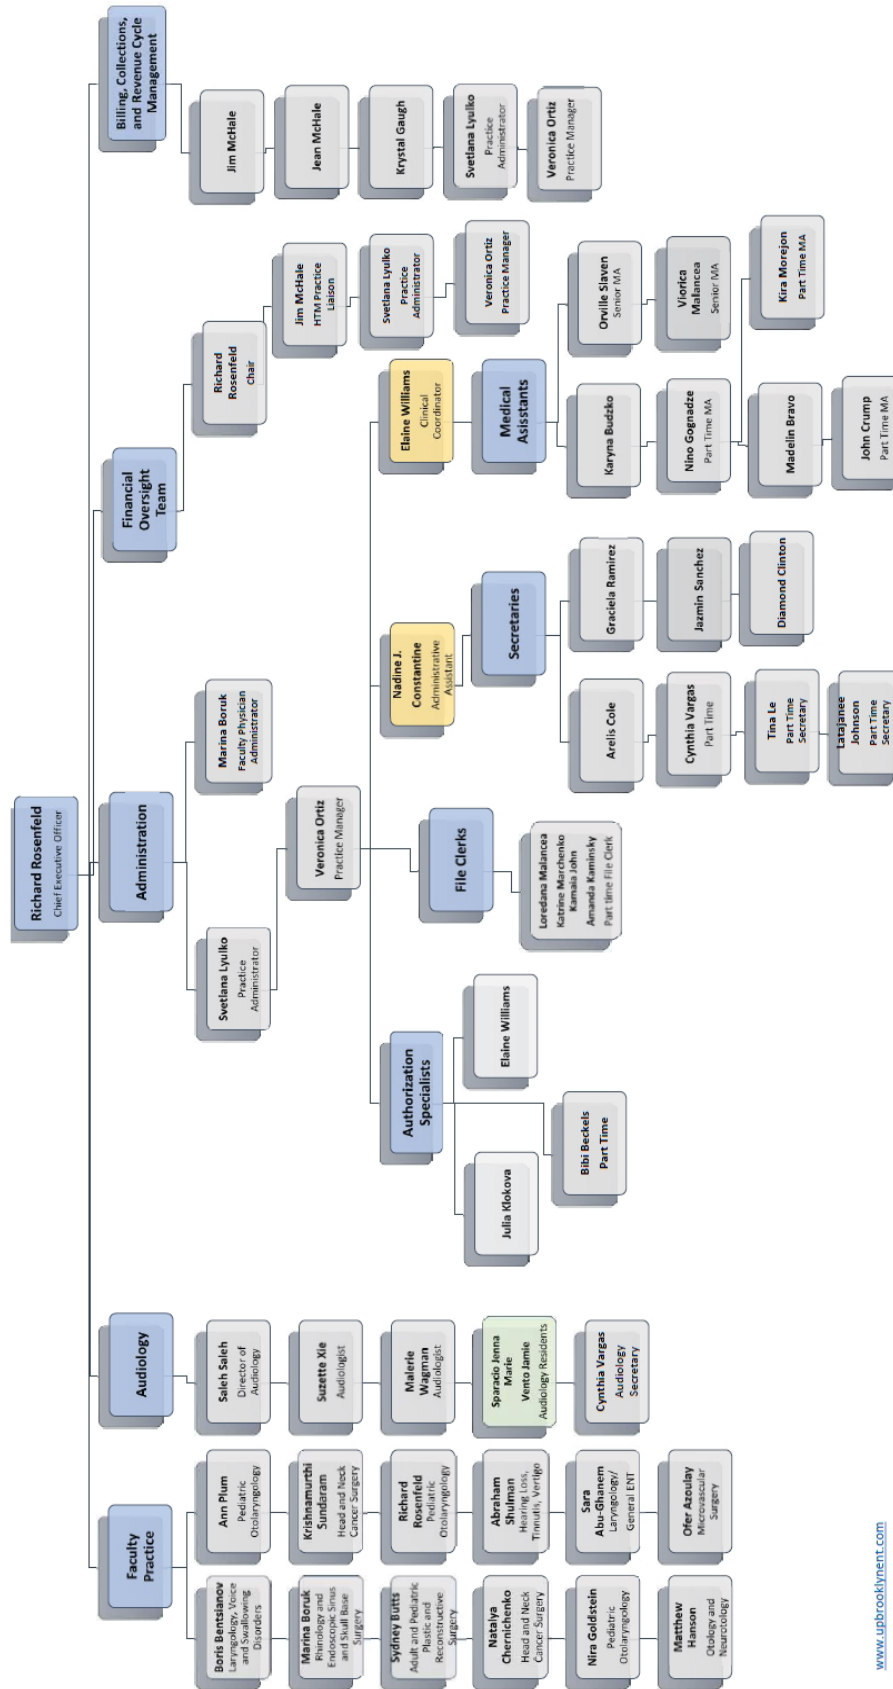 Richard Rosenfeld
Chief Executive Officer
Faculty
Practice
Boris Bentsianov
Laryngology, Voice
and Swallowing
Disorders
Marina Boruk
Rhinology and
Endoscopic Sinus
and Skull Base
Surgery
Sydney Butts
Adult and Pediatric
Plastic and
Reconstructive
Surgery
Natalya
Chernichenko
Head and Neck
Cancer Surgery
Nira Goldstein
Pediatric
Otolaryngology
Matthew
Hanson
Otology and
Neurotology
Ann Plum
Pediatric
Otolaryngology
Krishnamurthi
Sundaram
Head and Neck
Cancer Surgery
Richard
Rosenfeld
Pediatric
Otolaryngology
Abraham
Shulman
Hearing Loss,
Tinnutis, Vertigo
Sara
Abu-Ghanem
Laryngology/
General ENT
Ofer Azoulay
Microvascular
Surgery
Audiology
Saleh Saleh
Director of
Audiology
Suzette Xie
Audiologist
Malerie
Wagman
Audiologist
Sparacio Jenna
Marie
Vento Jamie
Audiology Residents
Cynthia Vargas
Audiology
Secretary
Administration
Svetlana Lyulko
Practice
Administrator
Marina Boruk
Faculty Physician
Administrator
Veronica Ortiz
Practice Manager
Authorization
Specialists
Julia Klokova
Elaine Williams
Bibi Beckels
Part Time
File Clerks
Loredana Malancea
Katrine Marchenko
Kamaia John
Amanda Kaminsky
Part time File Clerk
Nadine J.
Constantine
Administrative
Assistant
Secretaries
Arelis Cole
Cynthia Vargas
Part Time
Tina Le
Part Time
Secretary
Latajanee
Johnson
Part Time
Secretary
Graciela Ramirez
Jazmin Sanchez
Diamond Clinton
Elaine Williams
Clinical
Coordinator
Medical
Asisstants
Karyna Budzko
Nino Gognadze
Part Time MA
Madelin Bravo
John Crump
Part Time MA
Orville Slaven
Senior MA
Viorica
Malancea
Senior MA
Kira Morejon
Part Time MA
Financial
Oversight
Team
Richard
Rosenfeld
Chair
Jim McHale
HTM Practice
Liaison
Svetlana Lyulko
Practice
Administrator
Veronica Ortiz
Practice Manager
Billing, Collections,
and Revenue Cycle
Management
Jim McHale
Jean McHale
Krystal Gaugh
Svetlana Lyulko
Practice
Administrator
Veronica Ortiz
Practice Manager
www.upbrooklynent.com